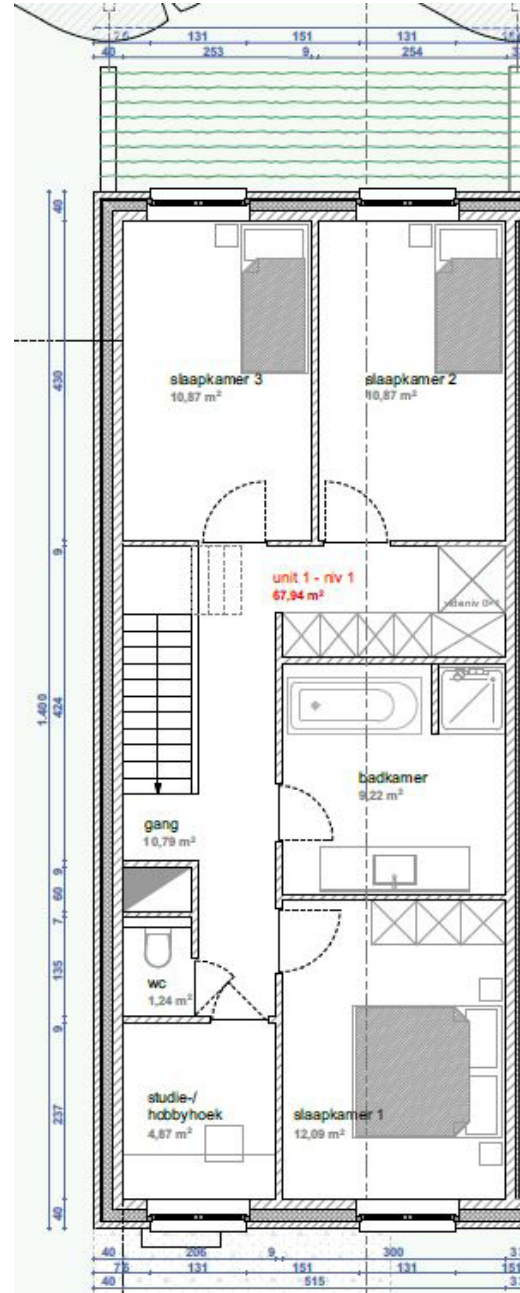 131 151 131
40 253 9 254
40
430
slaapkamer 3
10,87 m²
slaapkamer 2
10,87 m²
9
unit 1 - niv 1
67,94 m²
1.400
424
badkamer
9,22 m²
gang
10,79 m²
9
60
7
135
wc
1,24 m²
9
237
studie-/
hobbyhoek
4,87 m²
slaapkamer 1
12,09 m²
40
40 206 9 300
131 151 131 151
40 515